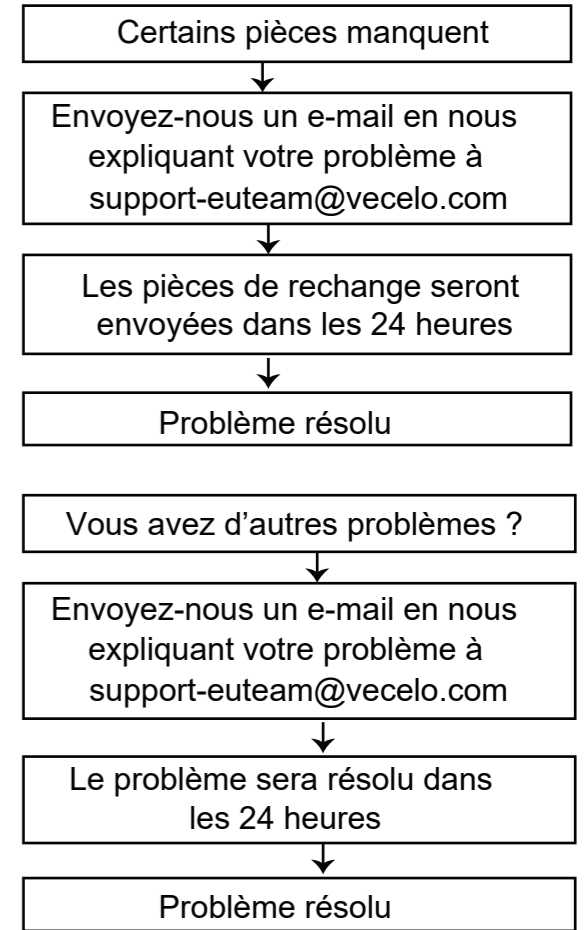 Certains pièces manquent
Envoyez-nous un e-mail en nous
expliquant votre problème à
support-euteam@vecelo.com
Les pièces de rechange seront
envoyées dans les 24 heures
Problème résolu
Vous avez d'autres problèmes ?
Envoyez-nous un e-mail en nous
expliquant votre problème à
support-euteam@vecelo.com
Le problème sera résolu dans
les 24 heures
Problème résolu